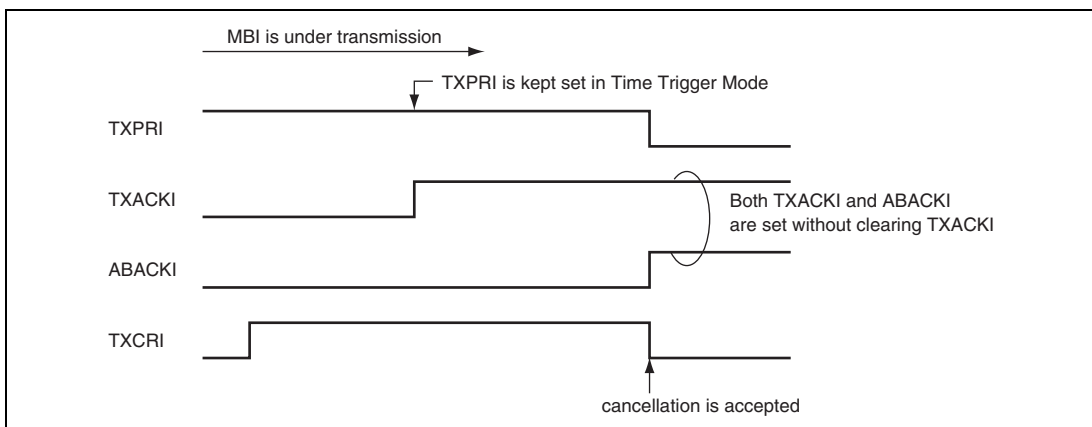 MBI is under transmission
TXPRI is kept set in Time Trigger Mode
TXPRI
TXACKI
Both TXACKI and ABACKI
are set without clearing TXACKI
ABACKI
TXCRI
cancellation is accepted